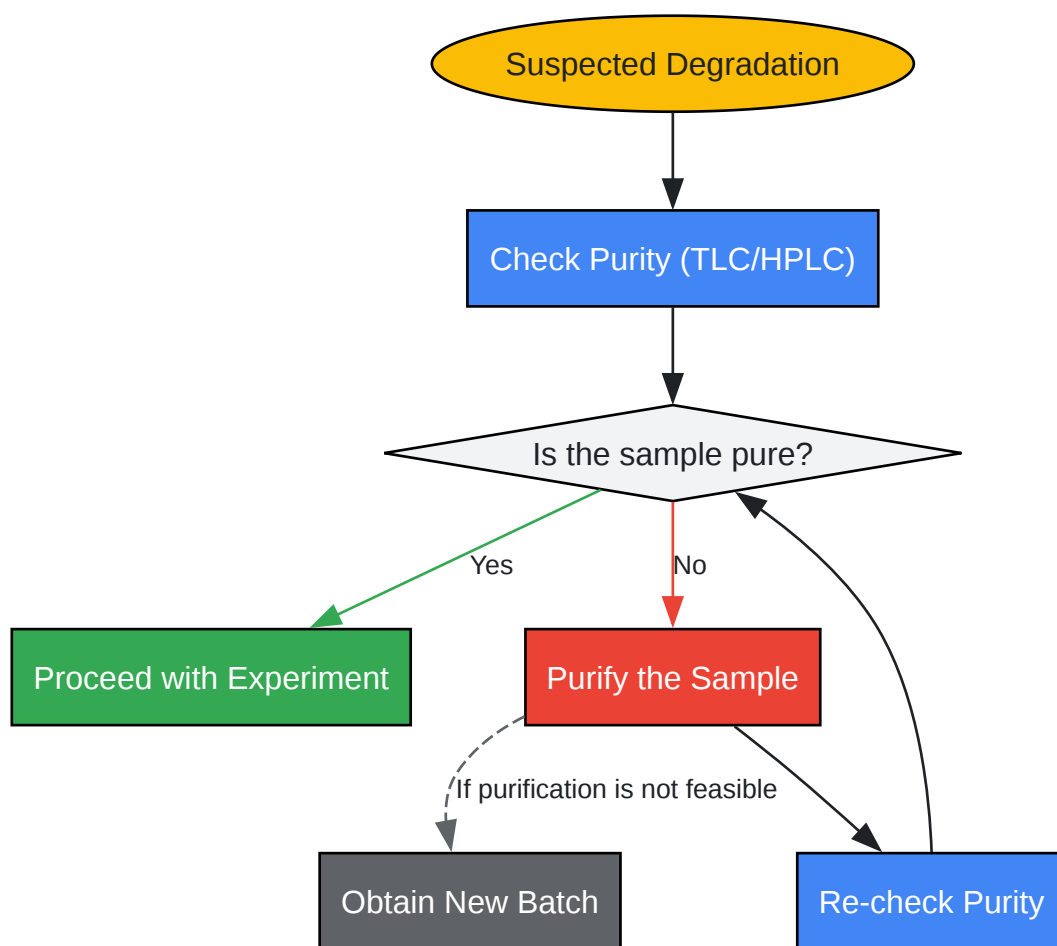 Suspected Degradation
Check Purity (TLC/HPLC)
Is the sample pure?
Yes
No
Proceed with Experiment
Purify the Sample
If purification is not feasible
Obtain New Batch
Re-check Purity